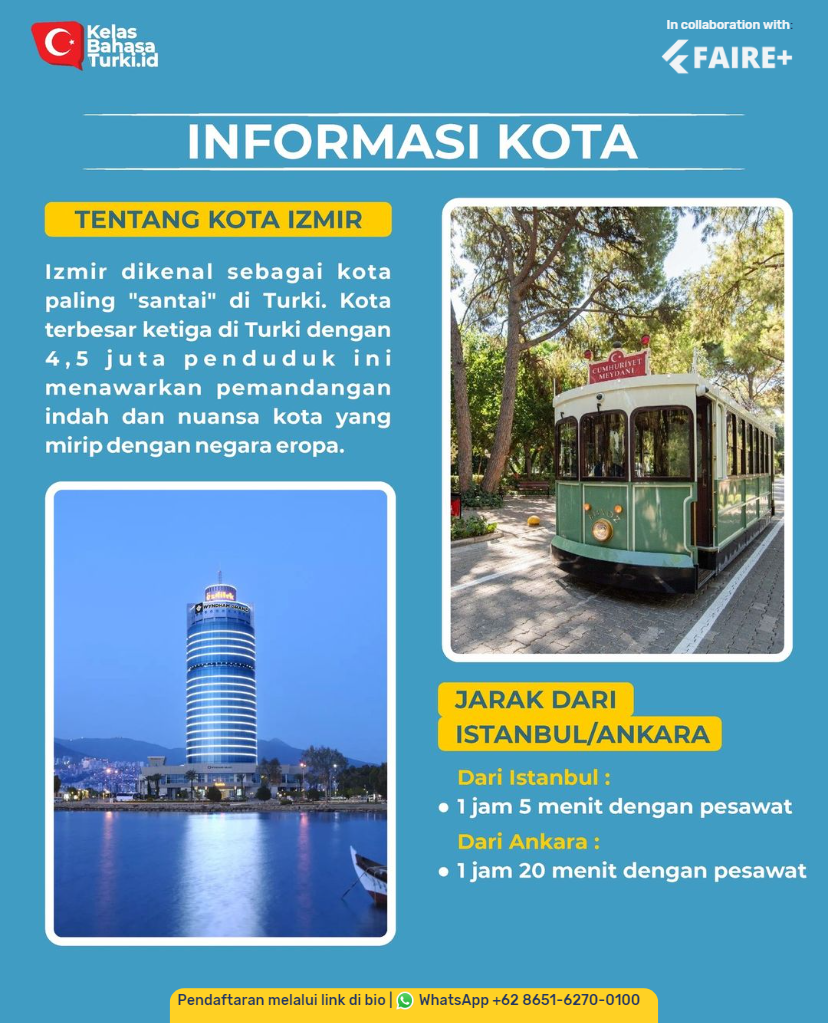 Kelas
Bahasa
Turki.id
In collaboration with:
FAIRE+
INFORMASI KOTA
TENTANG KOTA IZMIR
Izmir dikenal sebagai kota
paling "santai" di Turki. Kota
terbesar ketiga di Turki dengan
4,5 juta penduduk ini
menawarkan pemandangan
indah dan nuansa kota yang
mirip dengan negara eropa.
CUMHURİYET
MEYDANI
WYNDHAM GRAND
JARAK DARI
ISTANBUL/ANKARA
Dari Istanbul :
• 1 jam 5 menit dengan pesawat
Dari Ankara :
• 1 jam 20 menit dengan pesawat
Pendaftaran melalui link di bio | WhatsApp +62 8651-6270-0100